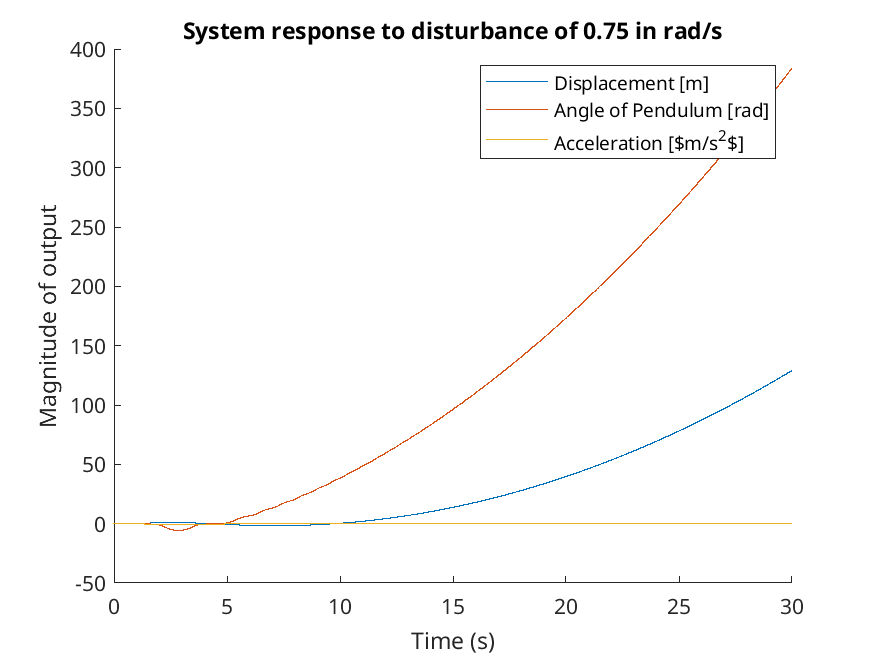 System response to disturbance of 0.75 in rad/s
400
350
300
250
200
150
100
50
0
-50
Magnitude of output
Displacement [m]
Angle of Pendulum [rad]
Acceleration [$m/s²$]
0 5 10 15 20 25 30
Time (s)